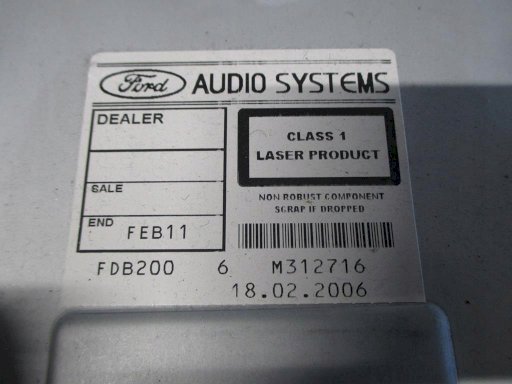 Ford AUDIO SYSTEMS
DEALER
SALE
END FEB11
CLASS 1
LASER PRODUCT
NON ROBUST COMPONENT
SCRAP IF DROPPED
FDB200 6 M312716
18.02.2006